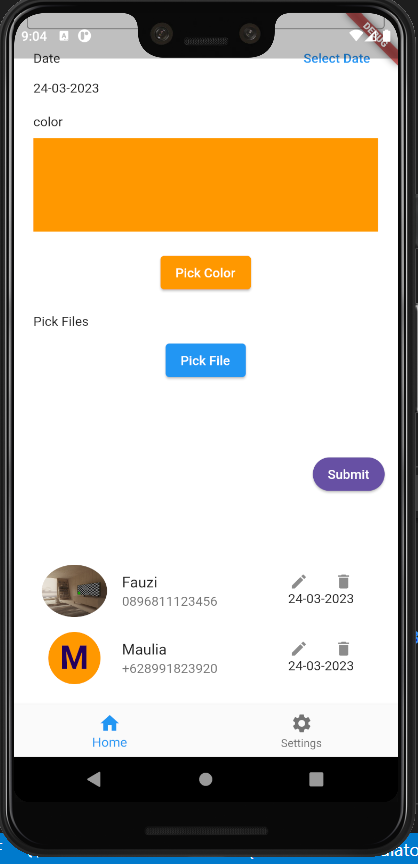 9:04
DEBUG
Date Select Date
24-03-2023
color
Pick Color
Pick Files
Pick File
Submit
Fauzi
0896811123456
24-03-2023
M
Maulia
+628991823920
24-03-2023
Home Settings